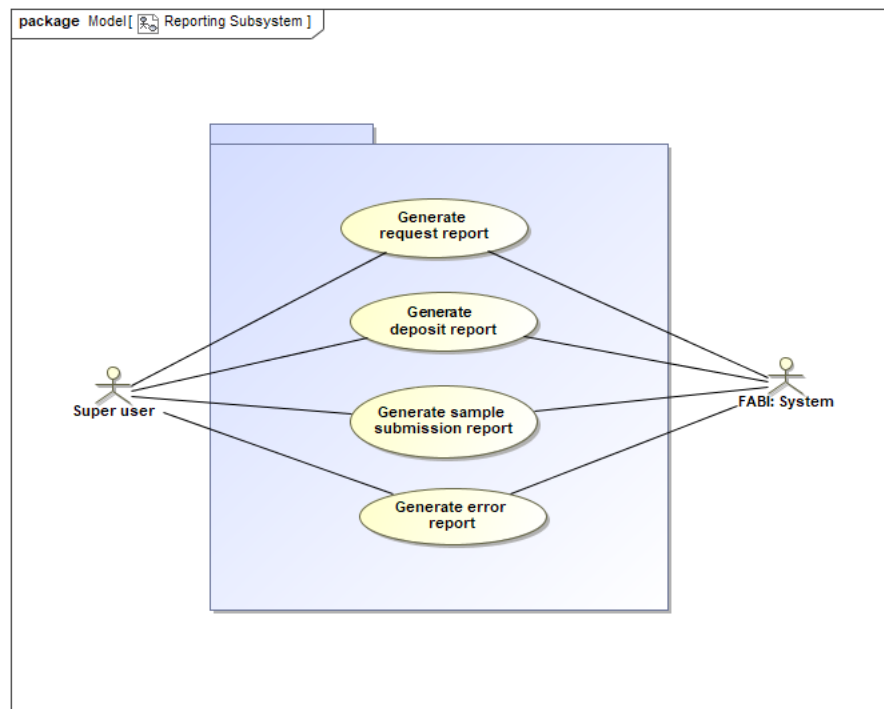 package Model[ Reporting Subsystem ]
Generate
request report
Generate
deposit report
Super user
FABI: System
Generate sample
submission report
Generate error
report